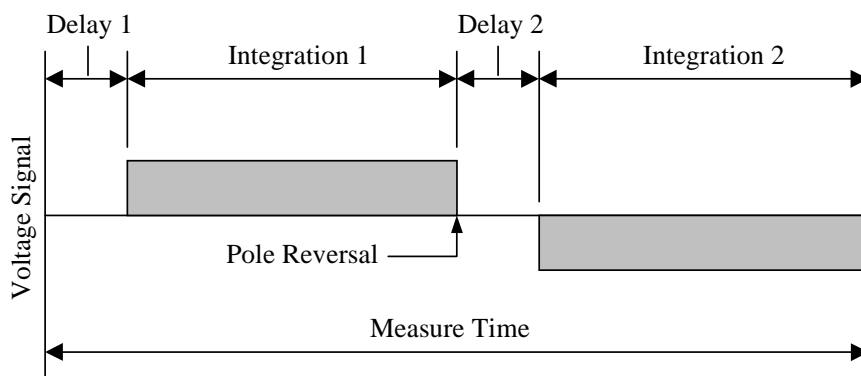 Delay 1
Delay 2
Integration 1
Integration 2
Voltage Signal
Pole Reversal
Measure Time